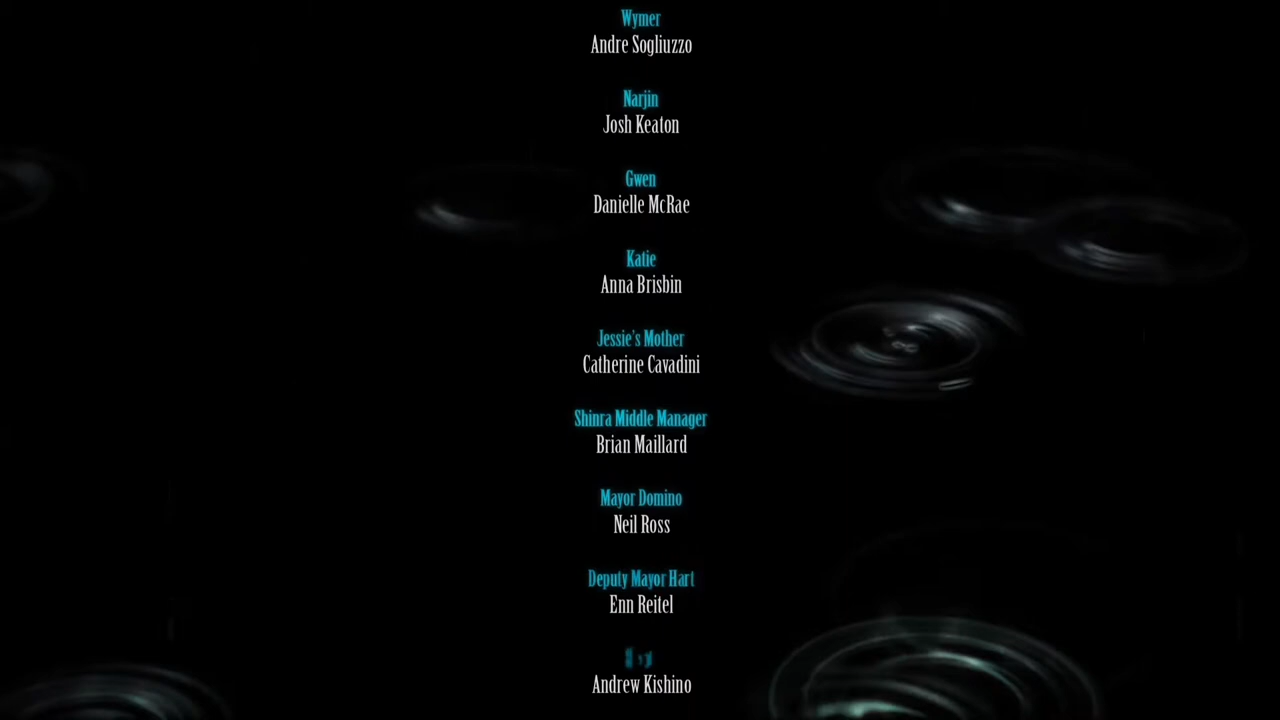 Wymer
Andre Sogliuzzo
Narjin
Josh Keaton
Gwen
Danielle McRae
Katie
Anna Brisbin
Jessie's Mother
Catherine Cavadini
Shinra Middle Manager
Brian Maillard
Mayor Domino
Neil Ross
Deputy Mayor Hart
Enn Reitel
Andrew Kishino